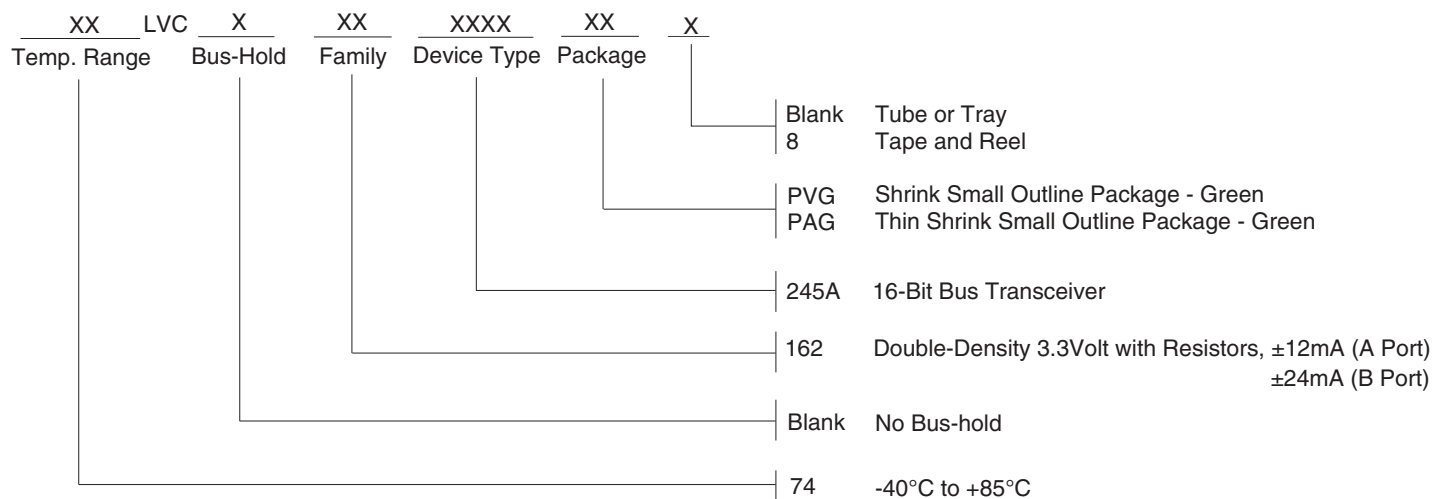 XX LVC X XX XXXX XX X
Temp. Range Bus-Hold Family Device Type Package
Blank Tube or Tray
8 Tape and Reel
PVG Shrink Small Outline Package - Green
PAG Thin Shrink Small Outline Package - Green
245A 16-Bit Bus Transceiver
162 Double-Density 3.3Volt with Resistors, ±12mA (A Port)
±24mA (B Port)
Blank No Bus-hold
74 -40°C to +85°C